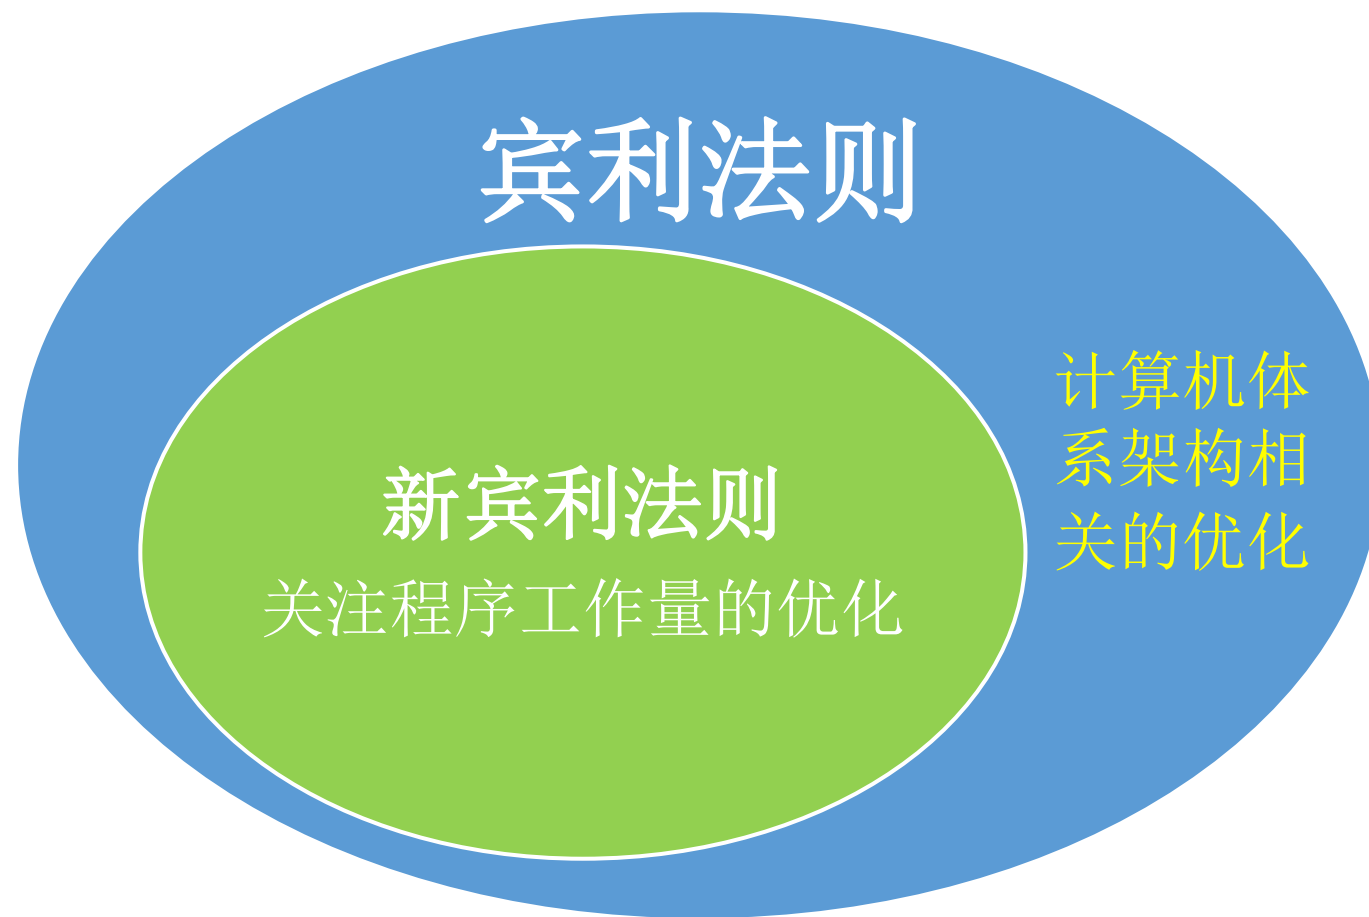 宾利法则
新宾利法则
关注程序工作量的优化
计算机体
系架构相
关的优化